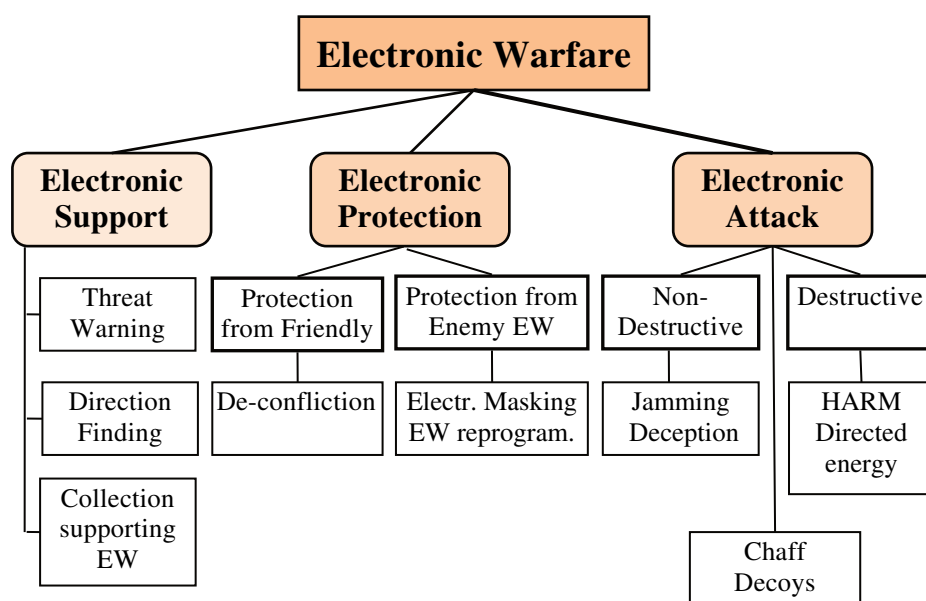 Electronic Warfare
Electronic
Support
Electronic
Protection
Electronic
Attack
Threat
Warning
Protection
from Friendly
Protection from
Enemy EW
Non-
Destructive
Destructive
Direction
Finding
De-confliction
Electr. Masking
EW reprogram.
Jamming
Deception
HARM
Directed
energy
Collection
supporting
EW
Chaff
Decoys